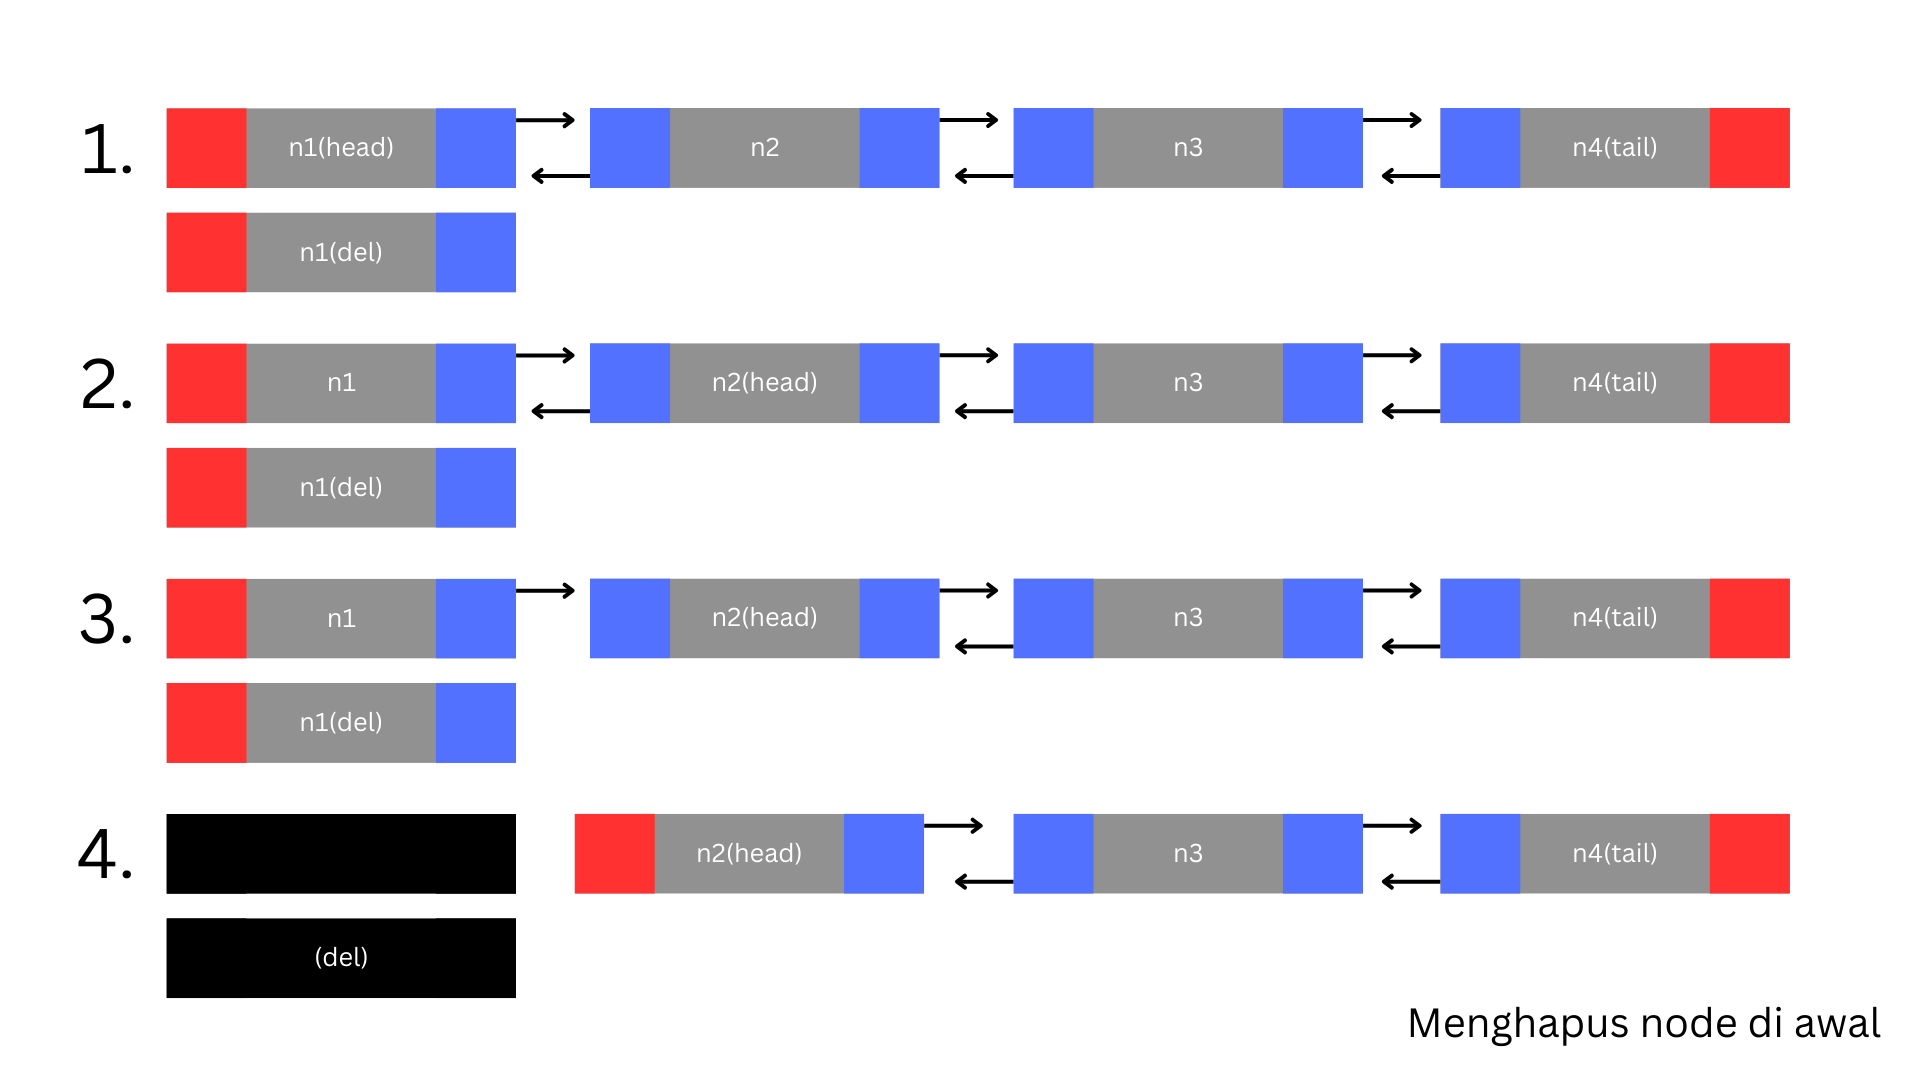 1.
n1(head)
n2
n3
n4(tail)
n1(del)
2.
n1
n2(head)
n3
n4(tail)
n1(del)
3.
n1
n2(head)
n3
n4(tail)
n1(del)
4.
n2(head)
n3
n4(tail)
(del)
Menghapus node di awal